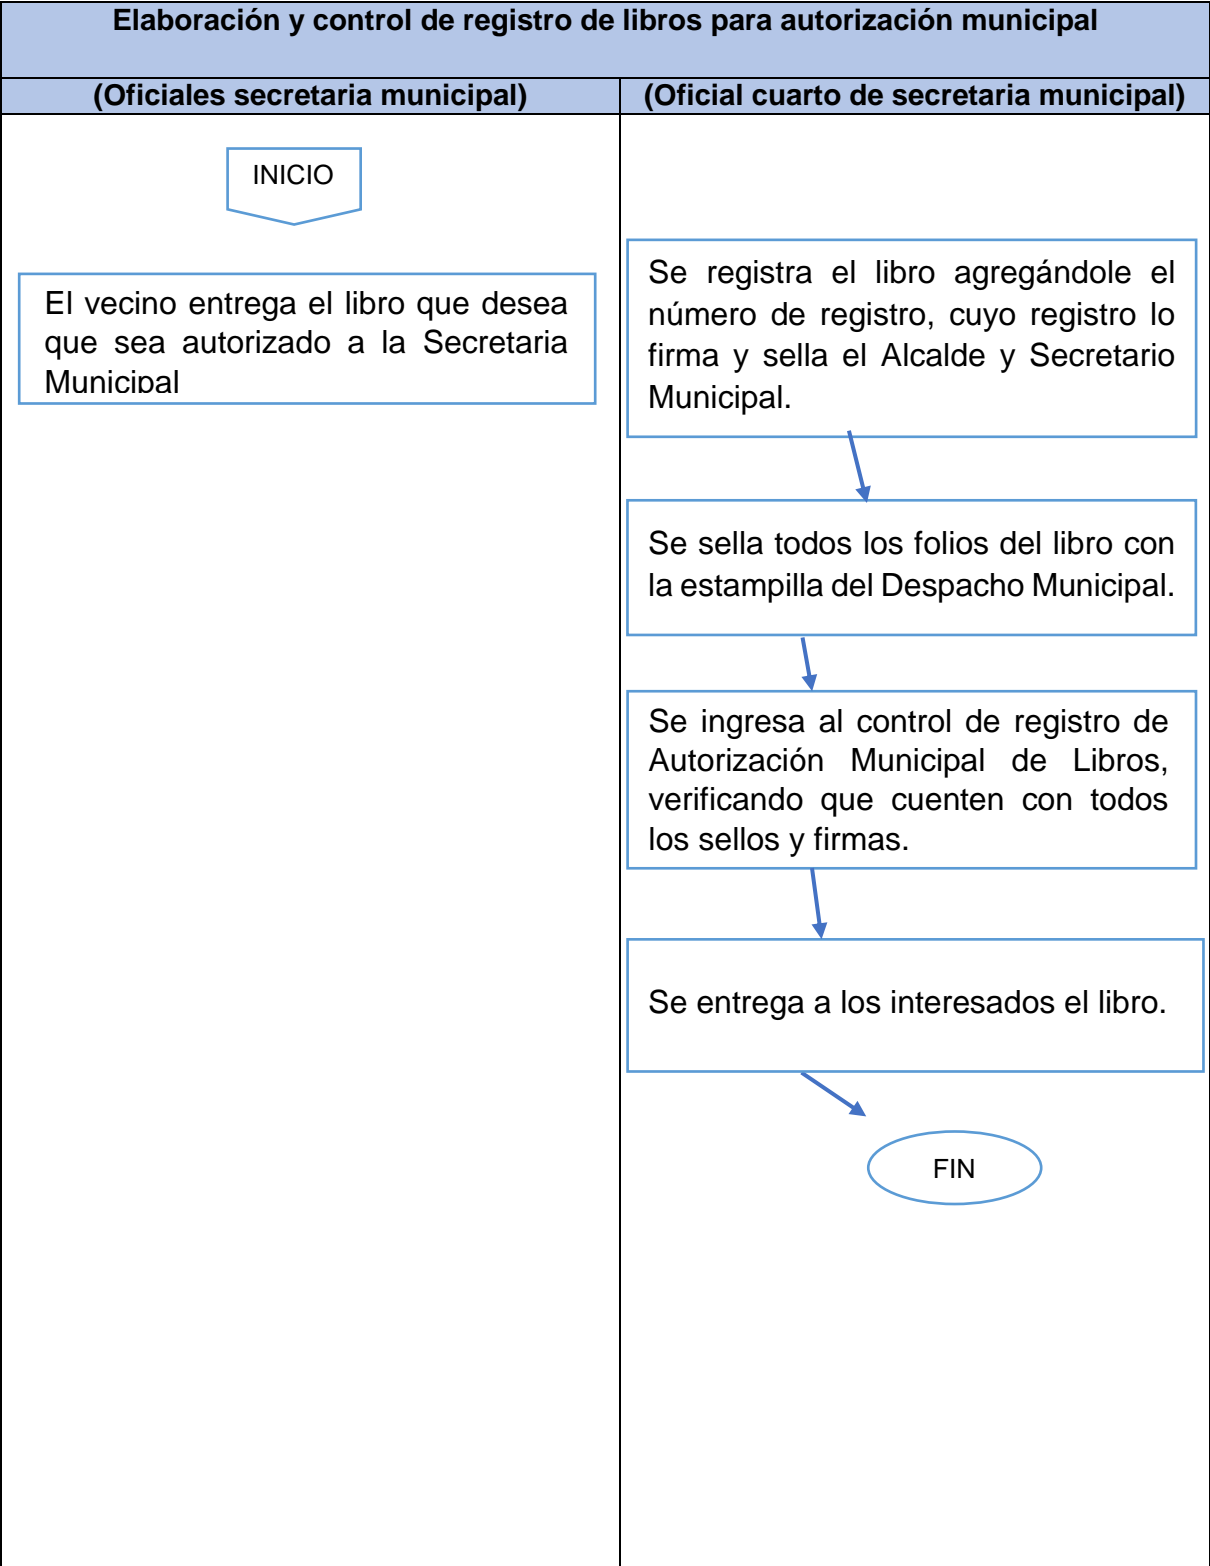 Elaboración y control de registro de libros para autorización municipal
(Oficiales secretaria municipal)
(Oficial cuarto de secretaria municipal)
INICIO
El vecino entrega el libro que desea
que sea autorizado a la Secretaria
Municipal
Se registra el libro agregándole el
número de registro, cuyo registro lo
firma y sella el Alcalde y Secretario
Municipal.
Se sella todos los folios del libro con
la estampilla del Despacho Municipal.
Se ingresa al control de registro de
Autorización Municipal de Libros,
verificando que cuenten con todos
los sellos y firmas.
Se entrega a los interesados el libro.
FIN